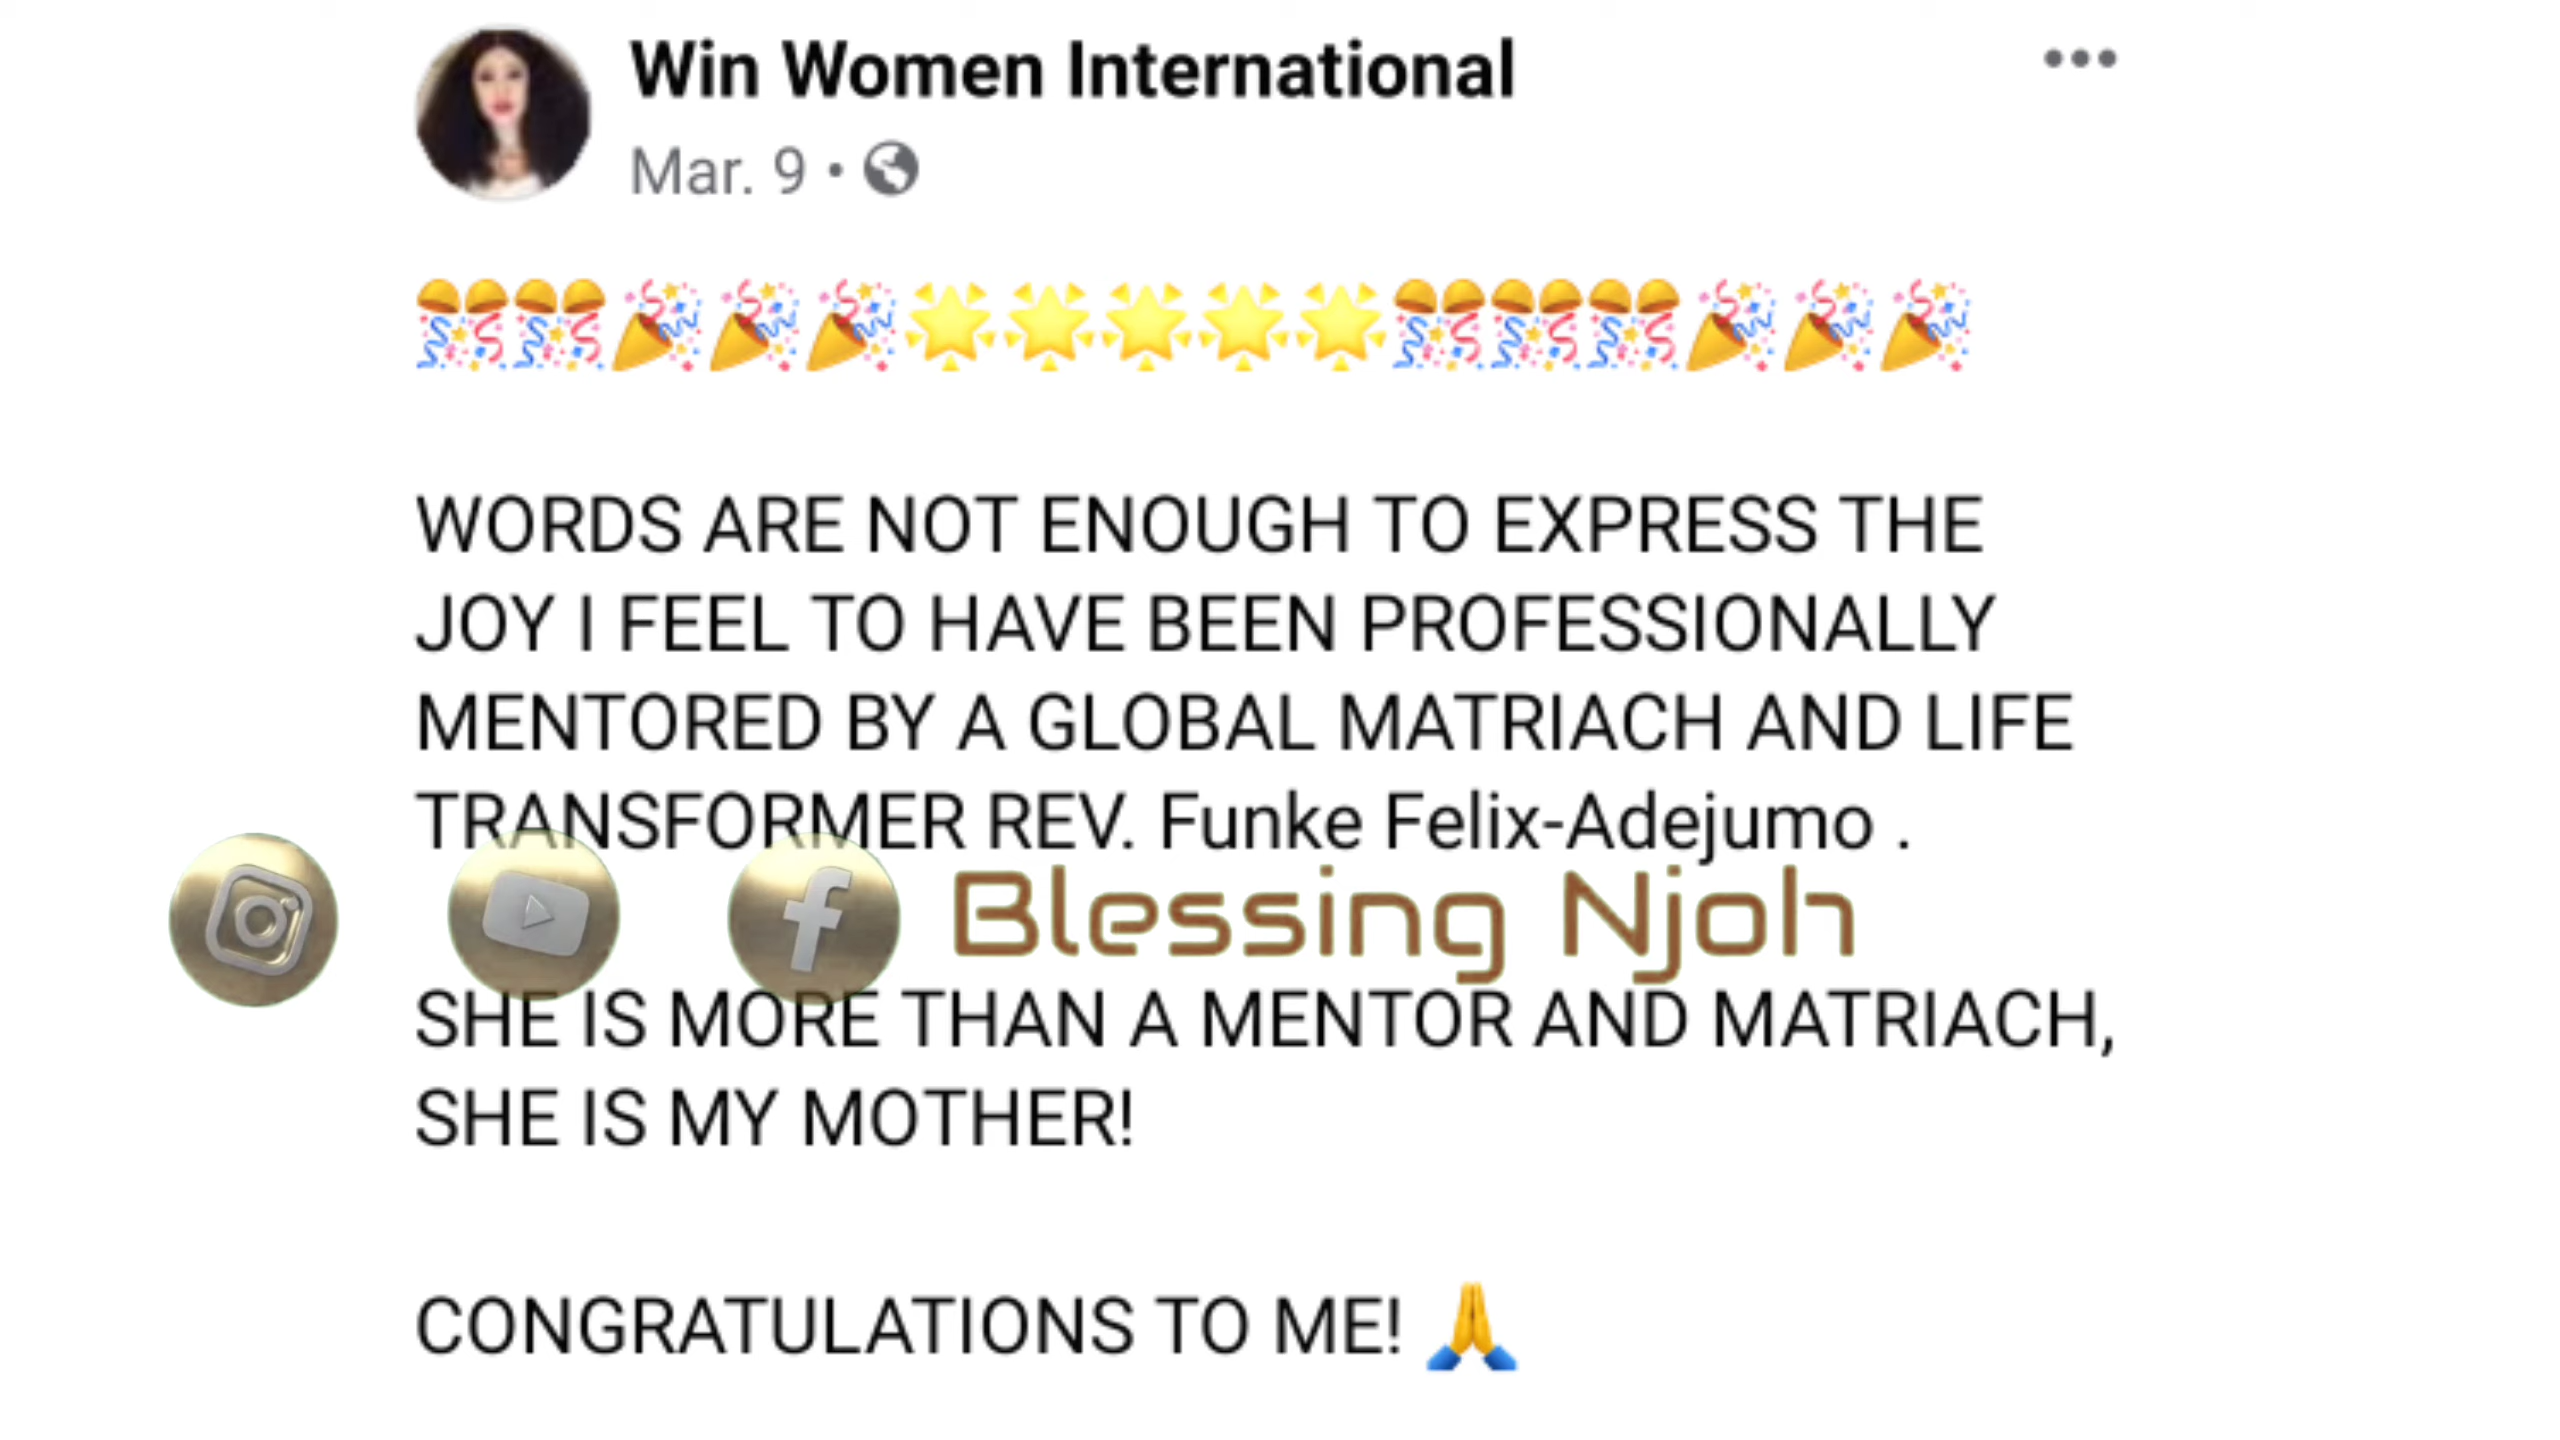 Win Women International
Mar. 9 •
🎊🎊🎉🎉🎉🌟🌟🌟🌟🌟🎊🎊🎊🎉🎉🎉
WORDS ARE NOT ENOUGH TO EXPRESS THE
JOY I FEEL TO HAVE BEEN PROFESSIONALLY
MENTORED BY A GLOBAL MATRIACH AND LIFE
TRANSFORMER REV. Funke Felix-Adejumo .
Blessing Njoh
SHE IS MORE THAN A MENTOR AND MATRIACH,
SHE IS MY MOTHER!
CONGRATULATIONS TO ME! 🙏